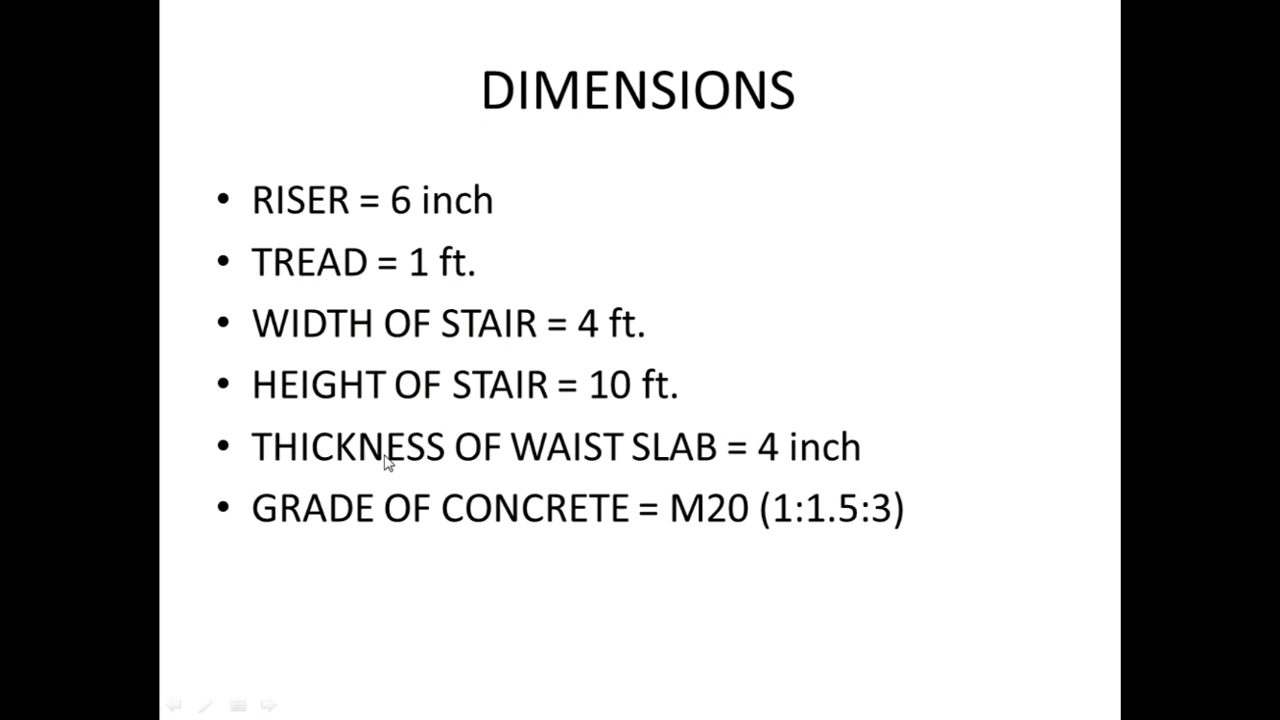 DIMENSIONS
• RISER = 6 inch
• TREAD = 1 ft.
• WIDTH OF STAIR = 4 ft.
• HEIGHT OF STAIR = 10 ft.
• THICKNESS OF WAIST SLAB = 4 inch
• GRADE OF CONCRETE = M20 (1:1.5:3)